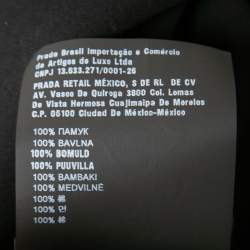 Prada Brasil Importação e Comércio
de Artigos de Luxo Ltda
CNPJ 13.533.271/0001-26
PRADA RETAIL MÉXICO, S DE RL DE CV
AV. Vasco De Quiroga 3800 Col. Lomas
De Vista Hermosa Cuajimalpa De Morelos
C.P. 05100 Ciudad De México-México
100% ПАМУК
100% BAVLNA
100% BOMULD
100% PUUVILLA
100% BAMBAKI
100% MEDVILNĖ
100% 棉
100% 면
100% 綿